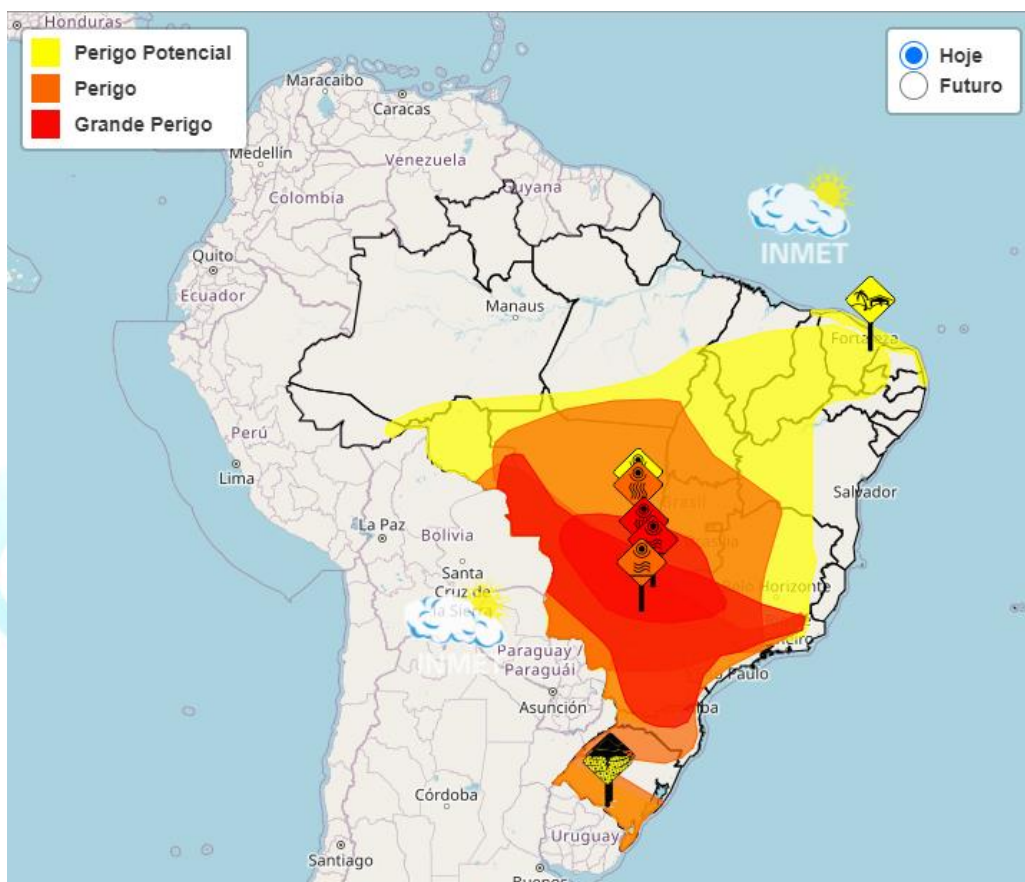 Honduras
Perigo Potencial
Perigo
Grande Perigo
Hoje
Futuro
Maracaibo
Caracas
Medellín
Venezuela
Guyana
Colombia
INMET
Quito
Ecuador
Manaus
Fortaleza
Perú
Lima
Salvador
Brasil
La Paz
Bolivia
Santa
Cruz de
la Sierra
Horizonte
INMET
Paraguay /
Paraguái
Paulo
Asunción
Córdoba
Uruguay
Santiago
Buenos